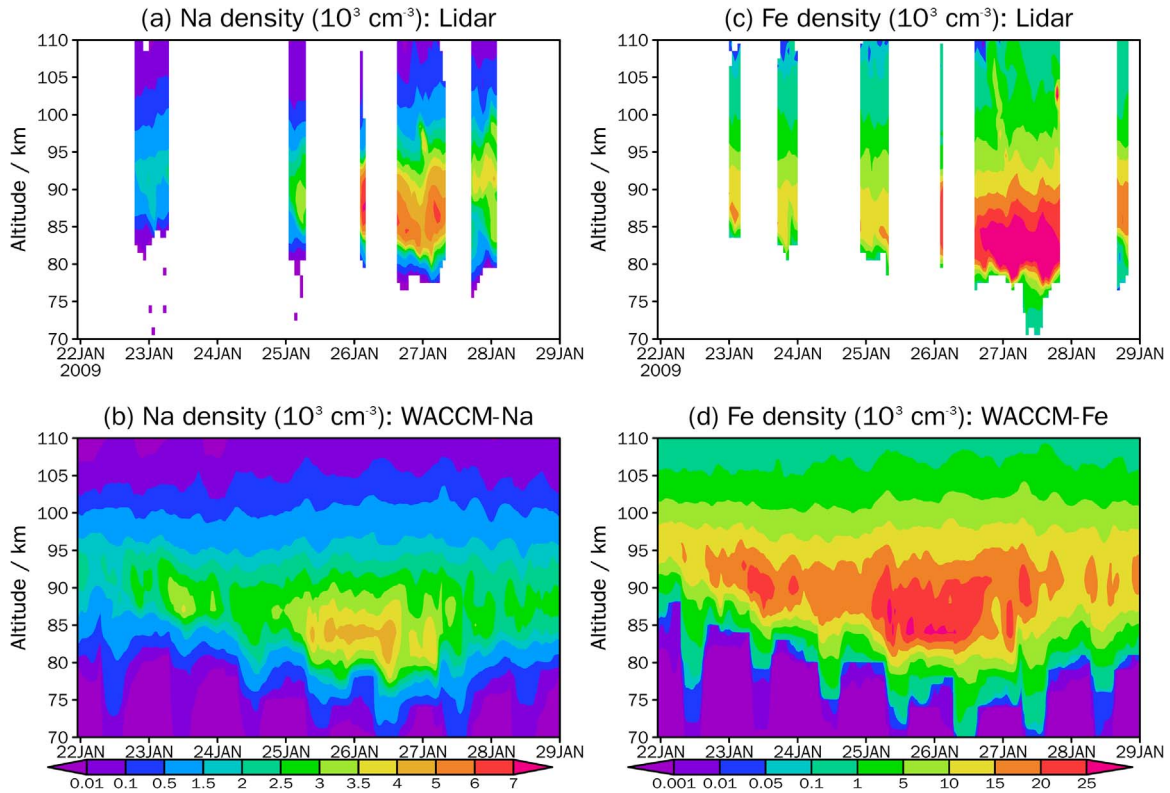 (a) Na density (10³ cm⁻³): Lidar
110
105
100
95
90
85
80
75
70
Altitude / km
22JAN 23JAN 24JAN 25JAN 26JAN 27JAN 28JAN 29JAN
2009
(c) Fe density (10³ cm⁻³): Lidar
110
105
100
95
90
85
80
75
70
Altitude / km
22JAN 23JAN 24JAN 25JAN 26JAN 27JAN 28JAN 29JAN
2009
(b) Na density (10³ cm⁻³): WACCM-Na
110
105
100
95
90
85
80
75
70
Altitude / km
22JAN 23JAN 24JAN 25JAN 26JAN 27JAN 28JAN 29JAN
0.01 0.1 0.5 1.5 2 2.5 3 3.5 4 5 6 7
(d) Fe density (10³ cm⁻³): WACCM-Fe
110
105
100
95
90
85
80
75
70
Altitude / km
22JAN 23JAN 24JAN 25JAN 26JAN 27JAN 28JAN 29JAN
0.001 0.01 0.05 0.1 1 5 10 15 20 25